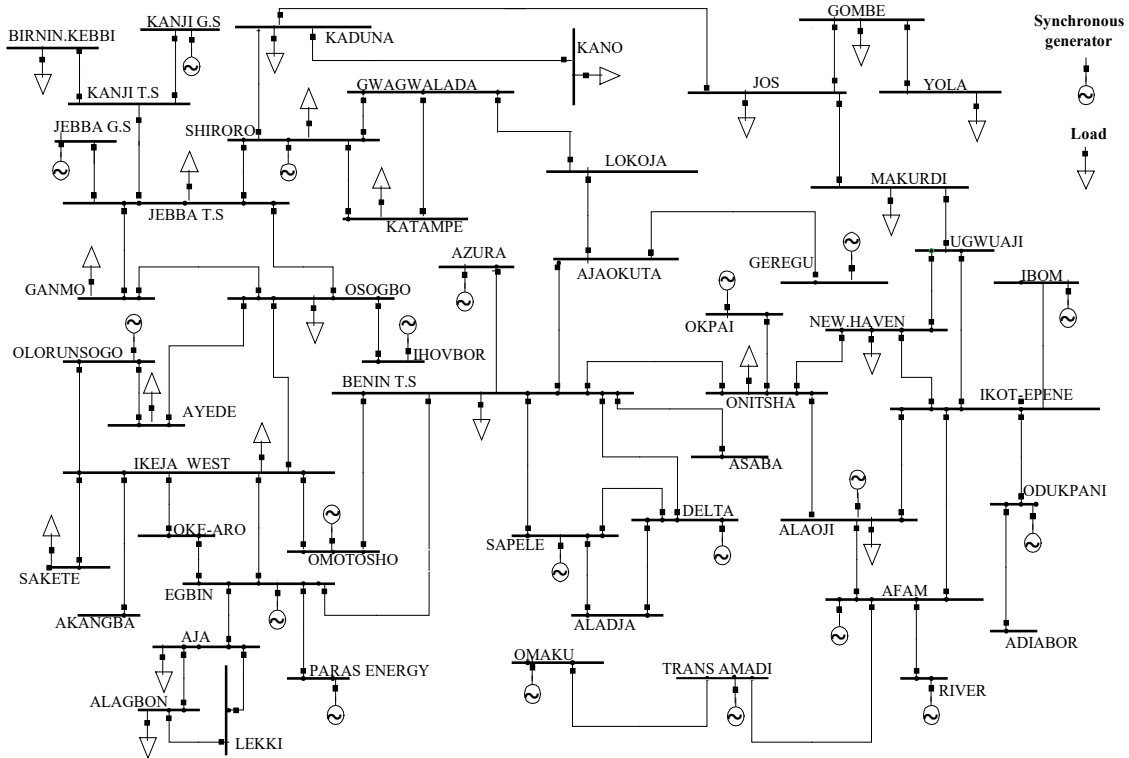 GOMBE
KANJI G.S
Synchronous
generator
BIRNIN.KEBBI
KADUNA
KANO
GWAGWALADA
KANJI T.S
JOS
YOLA
JEBBA G.S
SHIRORO
Load
LOKOJA
MAKURDI
JEBBA T.S
KATAMPE
UGWUAJI
AZURA
AJAOKUTA
GEREGU
IBOM
GANMO
OSOGBO
OKPAI
NEW.HAVEN
OLORUNSOGO
IHOVBOR
BENIN T.S
ONITSHA
IKOT-EPENE
AYEDE
IKEJA WEST
ASABA
ODUKPANI
OKE-ARO
DELTA
ALAOJI
SAPELE
OMOTOSHO
SAKETE
EGBIN
AFAM
AKANGBA
ALADJA
AJA
ADIABOR
OMAKU
TRANS AMADI
PARAS ENERGY
RIVER
ALAGBON
LEKKI